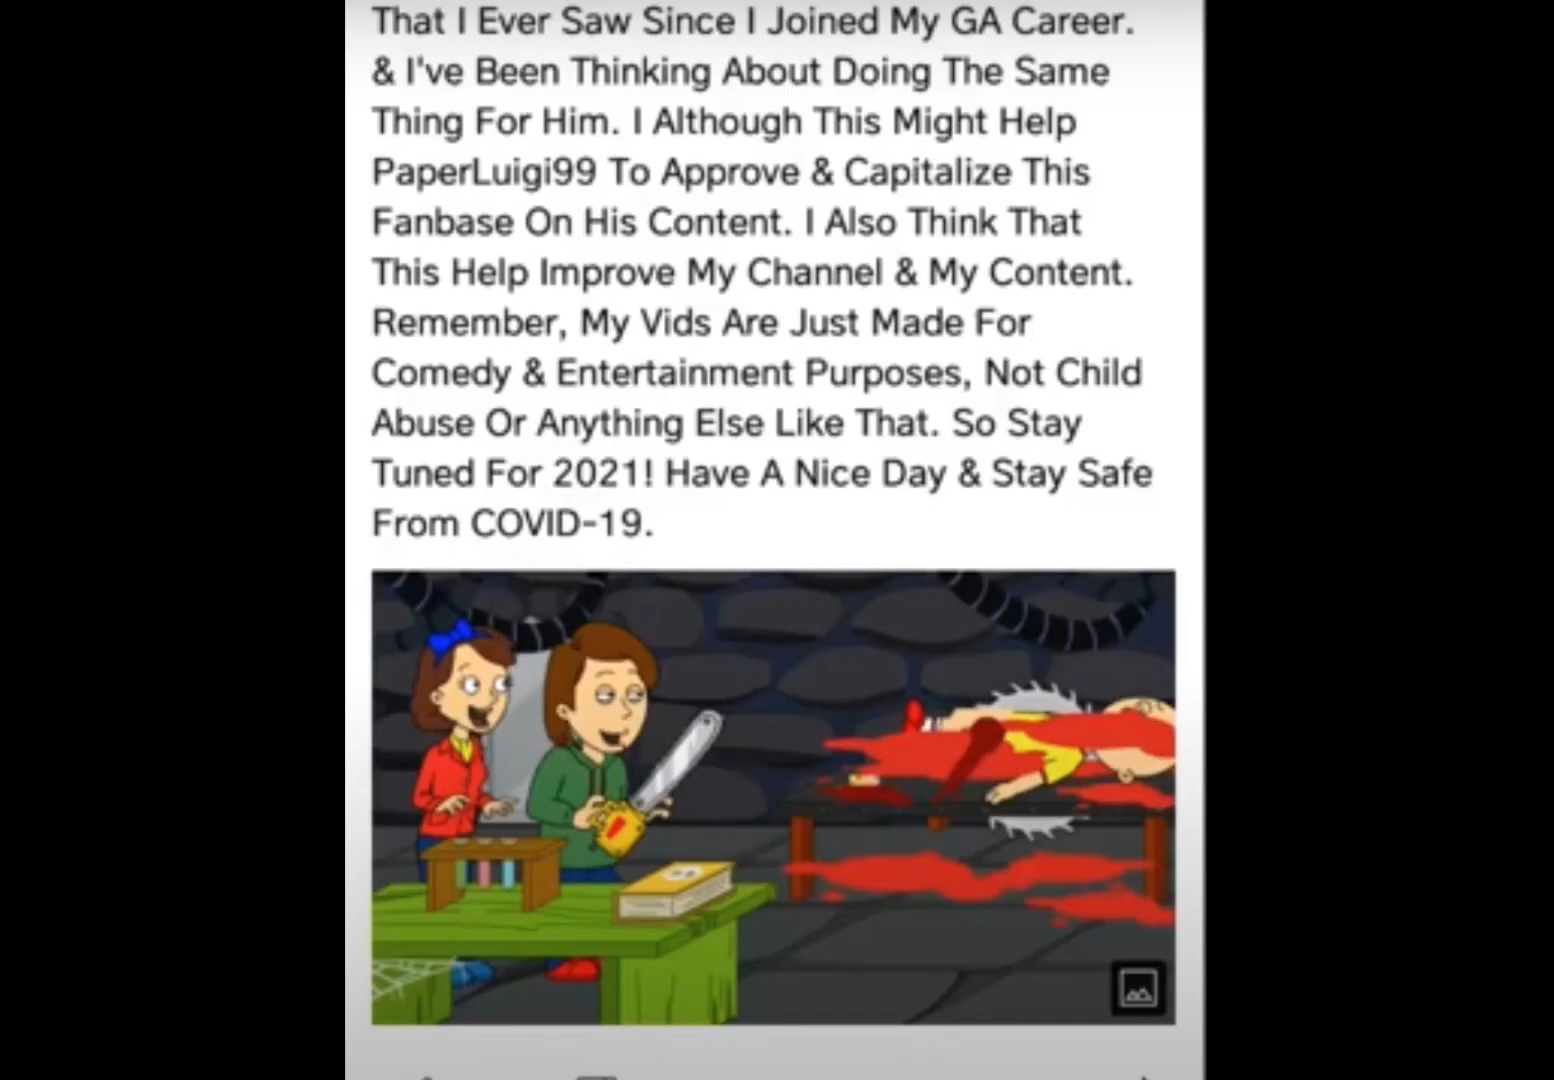 That I Ever Saw Since I Joined My GA Career.
& I've Been Thinking About Doing The Same
Thing For Him. I Although This Might Help
PaperLuigi99 To Approve & Capitalize This
Fanbase On His Content. I Also Think That
This Help Improve My Channel & My Content.
Remember, My Vids Are Just Made For
Comedy & Entertainment Purposes, Not Child
Abuse Or Anything Else Like That. So Stay
Tuned For 2021! Have A Nice Day & Stay Safe
From COVID-19.